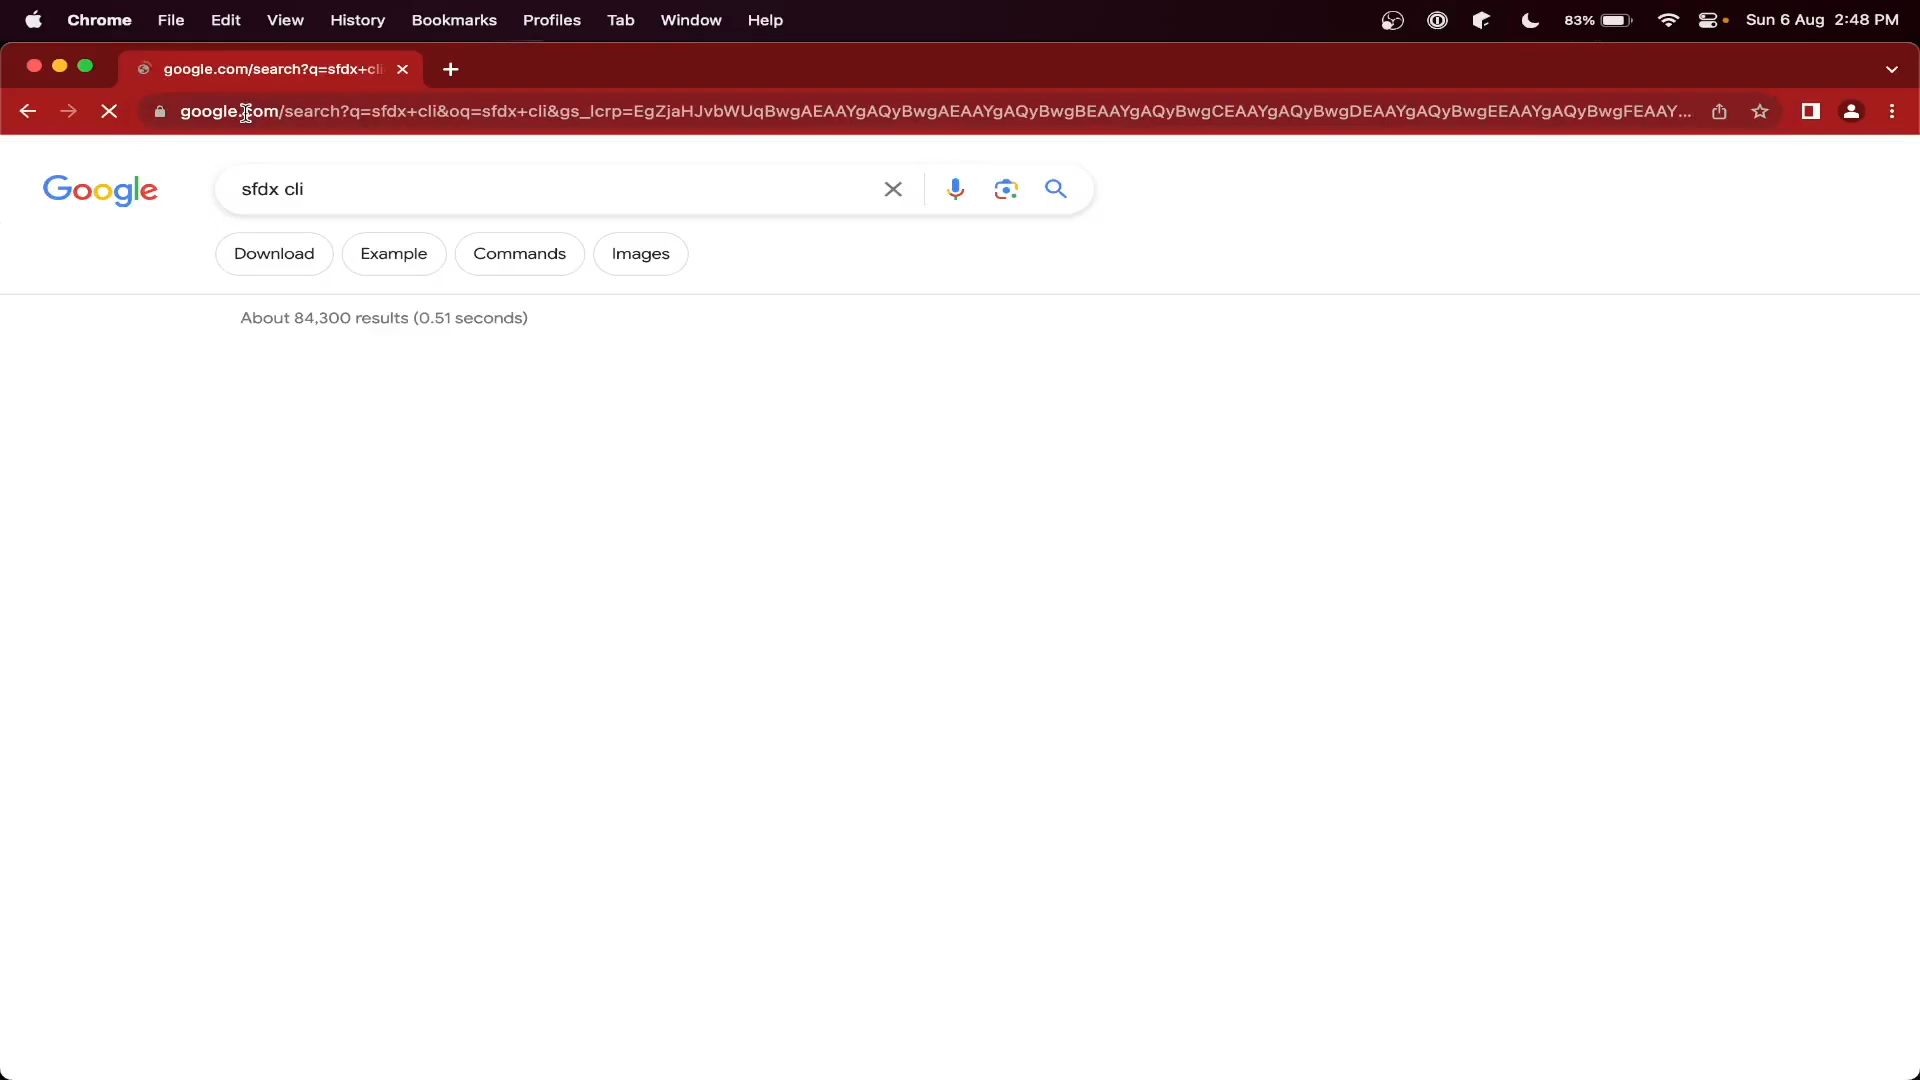 Chrome File Edit View History Bookmarks Profiles Tab Window Help 83% Sun 6 Aug 2:48 PM
google.com/search?q=sfdx+cli
google.com/search?q=sfdx+cli&oq=sfdx+cli&gs_lcrp=EgZjaHJvbWUqBwgAEAAYgAQyBwgAEAAYgAQyBwgBEAAYgAQyBwgCEAAYgAQyBwgDEAAYgAQyBwgEEAAYgAQyBwgFEAAY...
Google sfdx cli
Download Example Commands Images
About 84,300 results (0.51 seconds)